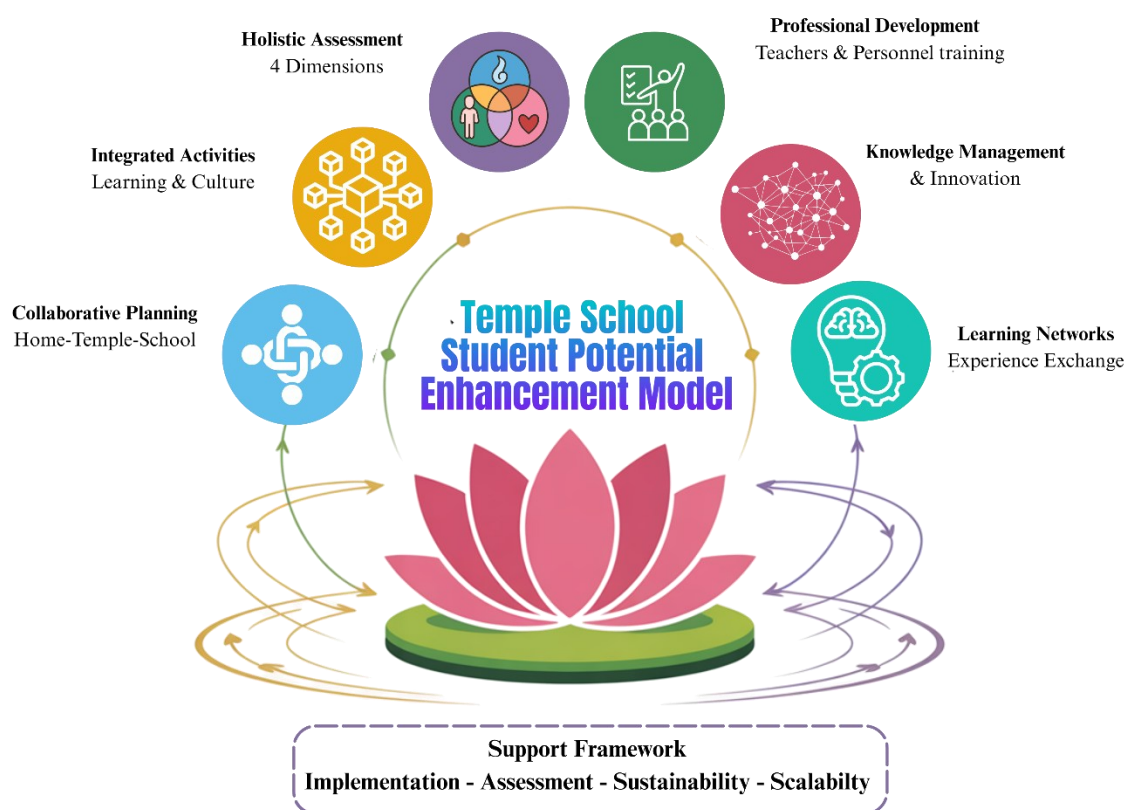 Holistic Assessment
4 Dimensions
Professional Development
Teachers & Personnel training
Integrated Activities
Learning & Culture
Knowledge Management
& Innovation
Collaborative Planning
Home-Temple-School
Learning Networks
Experience Exchange
Temple School
Student Potential
Enhancement Model
Support Framework
Implementation - Assessment - Sustainability - Scalabilty